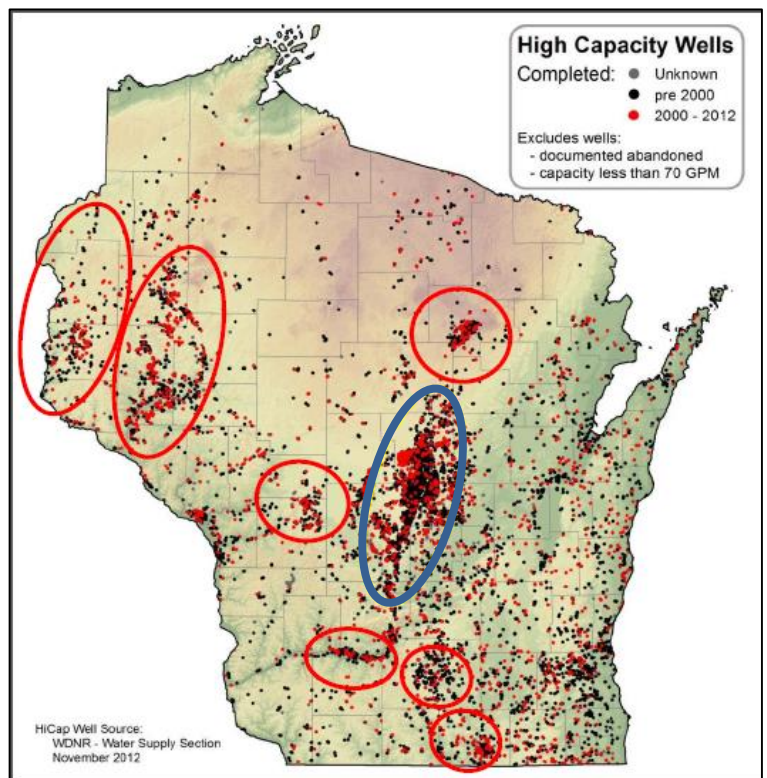 High Capacity Wells
Completed: Unknown
pre 2000
2000 - 2012
Excludes wells:
- documented abandoned
- capacity less than 70 GPM
HiCap Well Source:
WDNR - Water Supply Section
November 2012